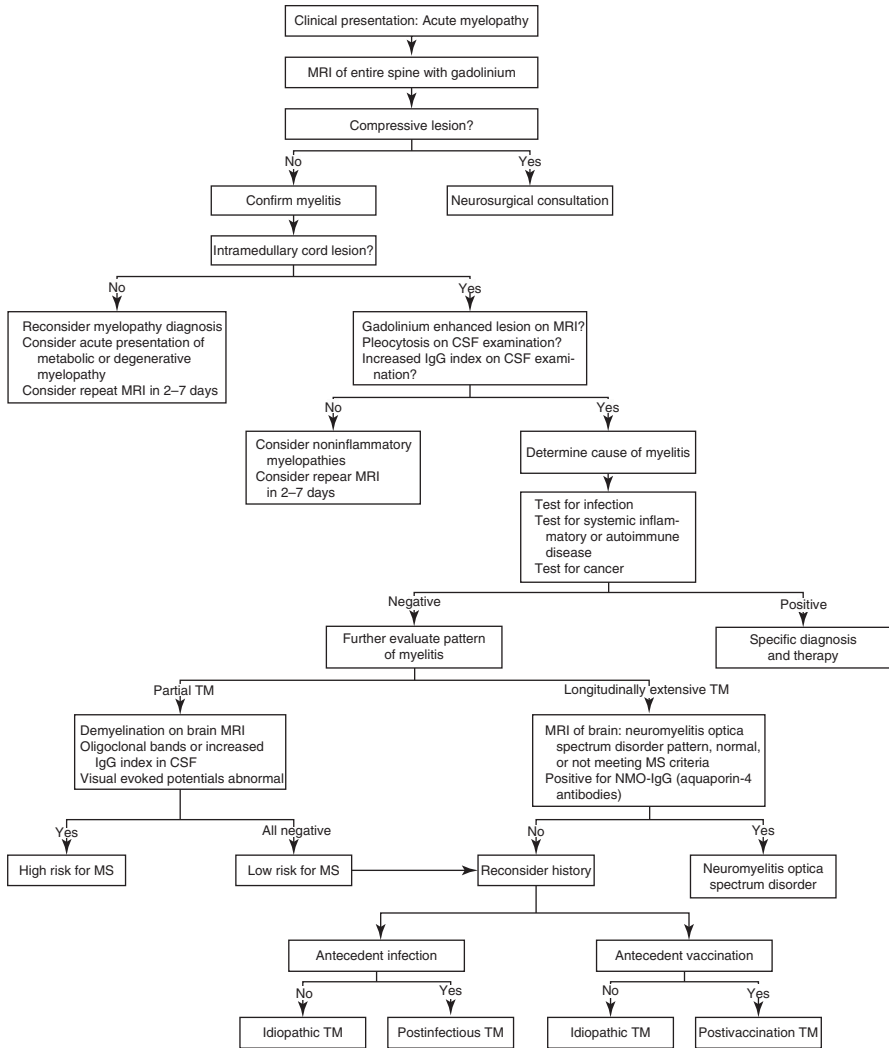 Clinical presentation: Acute myelopathy
MRI of entire spine with gadolinium
Compressive lesion?
No
Yes
Confirm myelitis
Neurosurgical consultation
Intramedullary cord lesion?
No
Yes
Reconsider myelopathy diagnosis
Consider acute presentation of
metabolic or degenerative
myelopathy
Consider repeat MRI in 2–7 days
Gadolinium enhanced lesion on MRI?
Pleocytosis on CSF examination?
Increased IgG index on CSF exami-
nation?
No
Yes
Consider noninflammatory
myelopathies
Consider repear MRI
in 2–7 days
Determine cause of myelitis
Test for infection
Test for systemic inflam-
matory or autoimmune
disease
Test for cancer
Negative
Positive
Further evaluate pattern
of myelitis
Specific diagnosis
and therapy
Partial TM
Longitudinally extensive TM
Demyelination on brain MRI
Oligoclonal bands or increased
IgG index in CSF
Visual evoked potentials abnormal
MRI of brain: neuromyelitis optica
spectrum disorder pattern, normal,
or not meeting MS criteria
Positive for NMO-IgG (aquaporin-4
antibodies)
Yes
All negative
No
Yes
High risk for MS
Low risk for MS
Reconsider history
Neuromyelitis optica
spectrum disorder
Antecedent infection
Antecedent vaccination
No
Yes
No
Yes
Idiopathic TM
Postinfectious TM
Idiopathic TM
Postivaccination TM